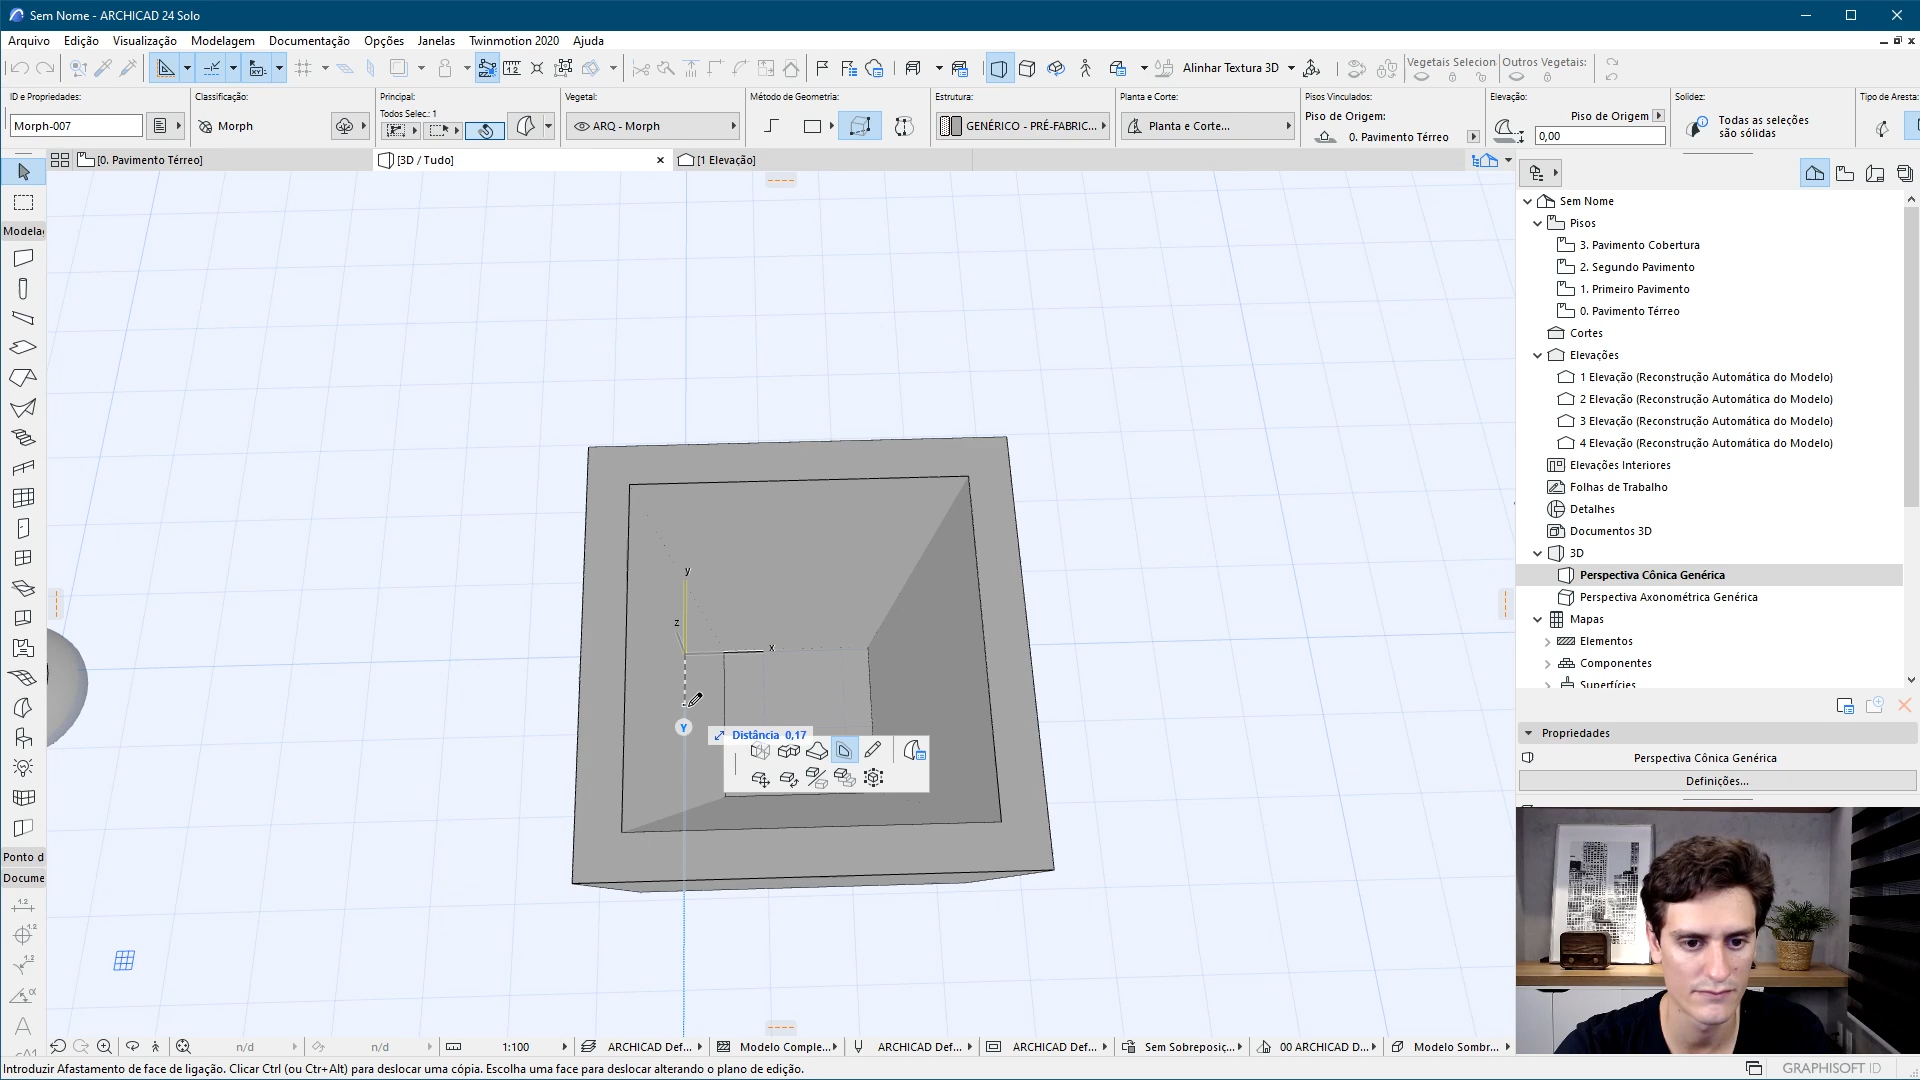 Sem Nome - ARCHICAD 24 Solo
Arquivo Edição Visualização Modelagem Documentação Opções Janelas Twinmotion 2020 Ajuda
Alinhar Textura 3D
Vegetais Selecion
Outros Vegetais:
ID e Propriedades:
Morph-007
Classificação:
Morph
Principal:
Todos Selec.: 1
Vegetal:
ARQ - Morph
Método de Geometria:
Estrutura:
GENÉRICO - PRÉ-FABRIC...
Planta e Corte:
Planta e Corte...
Pisos Vinculados:
Piso de Origem:
0. Pavimento Térreo
Elevação:
Piso de Origem
0,00
Solidez:
Todas as seleções
são sólidas
Tipo de Aresta:
[0. Pavimento Térreo]
[3D / Tudo]
[1 Elevação]
Modela
Ponto d
Docume
1.2
1.2
1.2
α
A
A1
y
z
x
Y
Distância 0,17
Sem Nome
Pisos
3. Pavimento Cobertura
2. Segundo Pavimento
1. Primeiro Pavimento
0. Pavimento Térreo
Cortes
Elevações
1 Elevação (Reconstrução Automática do Modelo)
2 Elevação (Reconstrução Automática do Modelo)
3 Elevação (Reconstrução Automática do Modelo)
4 Elevação (Reconstrução Automática do Modelo)
Elevações Interiores
Folhas de Trabalho
Detalhes
Documentos 3D
3D
Perspectiva Cônica Genérica
Perspectiva Axonométrica Genérica
Mapas
Elementos
Componentes
Superfícies
Propriedades
Perspectiva Cônica Genérica
Definições...
n/d
n/d
1:100
ARCHICAD Def...
Modelo Comple...
ARCHICAD Def...
ARCHICAD Def...
Sem Sobreposiç...
00 ARCHICAD D...
Modelo Sombr...
Introduzir Afastamento de face de ligação. Clicar Ctrl (ou Ctr+Alt) para deslocar uma cópia. Escolha uma face para deslocar alterando o plano de edição.
GRAPHISOFT ID